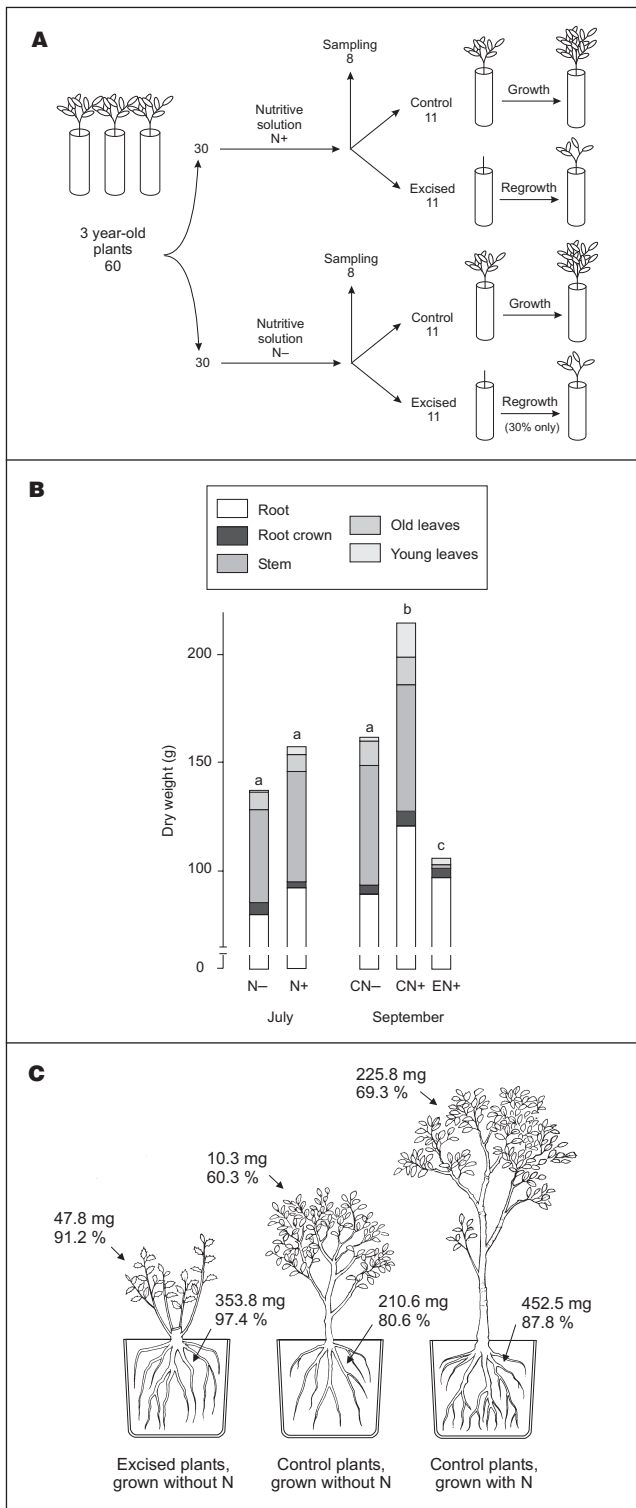 A
3 year-old
plants
60
30
Nutritive
solution
N+
Sampling
8
Control
11
Growth
Excised
11
Regrowth
30
Nutritive
solution
N–
Sampling
8
Control
11
Growth
Excised
11
Regrowth
(30% only)
B
Root
Root crown
Stem
Old leaves
Young leaves
Dry weight (g)
200
150
100
0
a
a
a
b
c
N–
N+
CN–
CN+
EN+
July
September
C
225.8 mg
69.3 %
10.3 mg
60.3 %
47.8 mg
91.2 %
353.8 mg
97.4 %
210.6 mg
80.6 %
452.5 mg
87.8 %
Excised plants,
grown without N
Control plants,
grown without N
Control plants,
grown with N